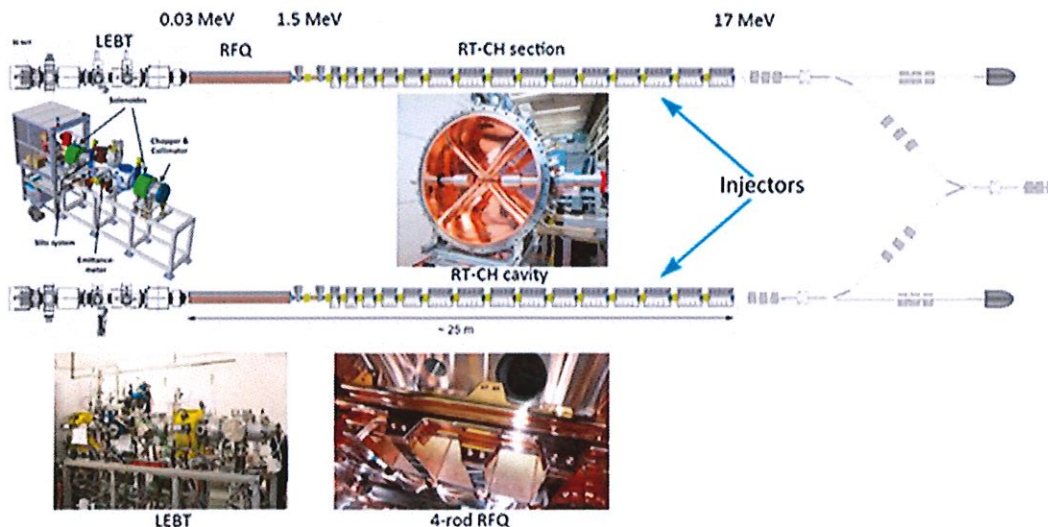 0.03 MeV
1.5 MeV
17 MeV
LEBT
RFQ
RT-CH section
Solenoides
Chopper &
Collimator
Injectors
Slits system
Emittance-
meter
RT-CH cavity
~ 25 m
LEBT
4-rod RFQ